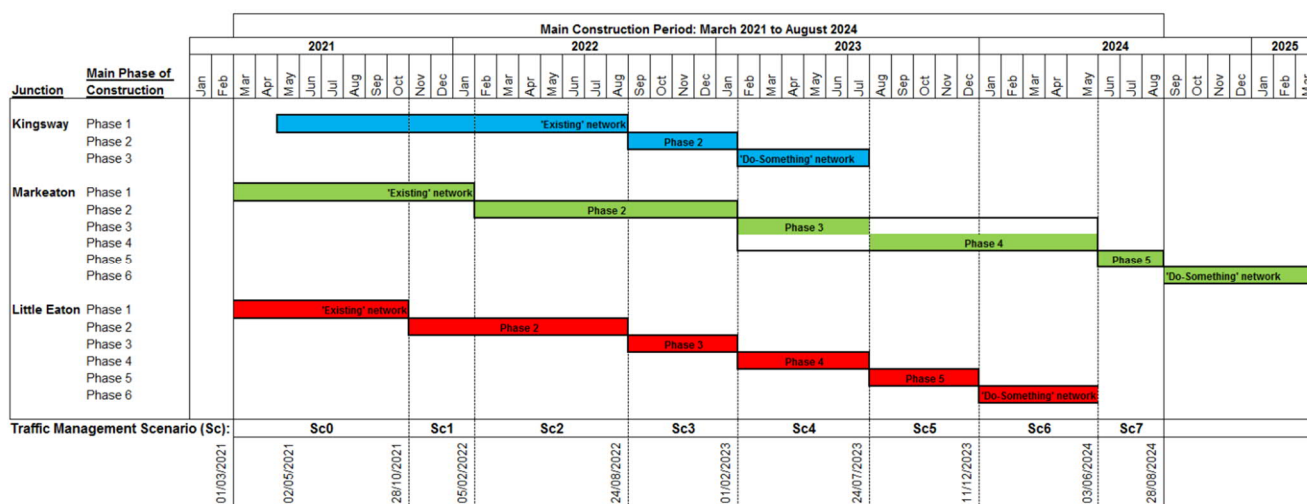 Main Construction Period: March 2021 to August 2024
2021 2022 2023 2024 2025
Junction Main Phase of Construction Jan Feb Mar Apr May Jun Jul Aug Sep Oct Nov Dec Jan Feb Mar Apr May Jun Jul Aug Sep Oct Nov Dec Jan Feb Mar Apr May Jun Jul Aug Sep Oct Nov Dec Jan Feb Mar Apr May Jun Jul Aug Sep Oct Nov Dec Jan Feb Mar
Kingsway Phase 1 'Existing' network
Phase 2 Phase 2
Phase 3 'Do-Something' network
Markeaton Phase 1 'Existing' network
Phase 2 Phase 2
Phase 3 Phase 3
Phase 4 Phase 4
Phase 5 Phase 5
Phase 6 'Do-Something' network
Little Eaton Phase 1 'Existing' network
Phase 2 Phase 2
Phase 3 Phase 3
Phase 4 Phase 4
Phase 5 Phase 5
Phase 6 'Do-Something' network
Traffic Management Scenario (Sc): Sc0 Sc1 Sc2 Sc3 Sc4 Sc5 Sc6 Sc7
01/03/2021 02/05/2021 28/10/2021 05/02/2022 24/08/2022 01/02/2023 24/07/2023 11/12/2023 03/06/2024 28/08/2024